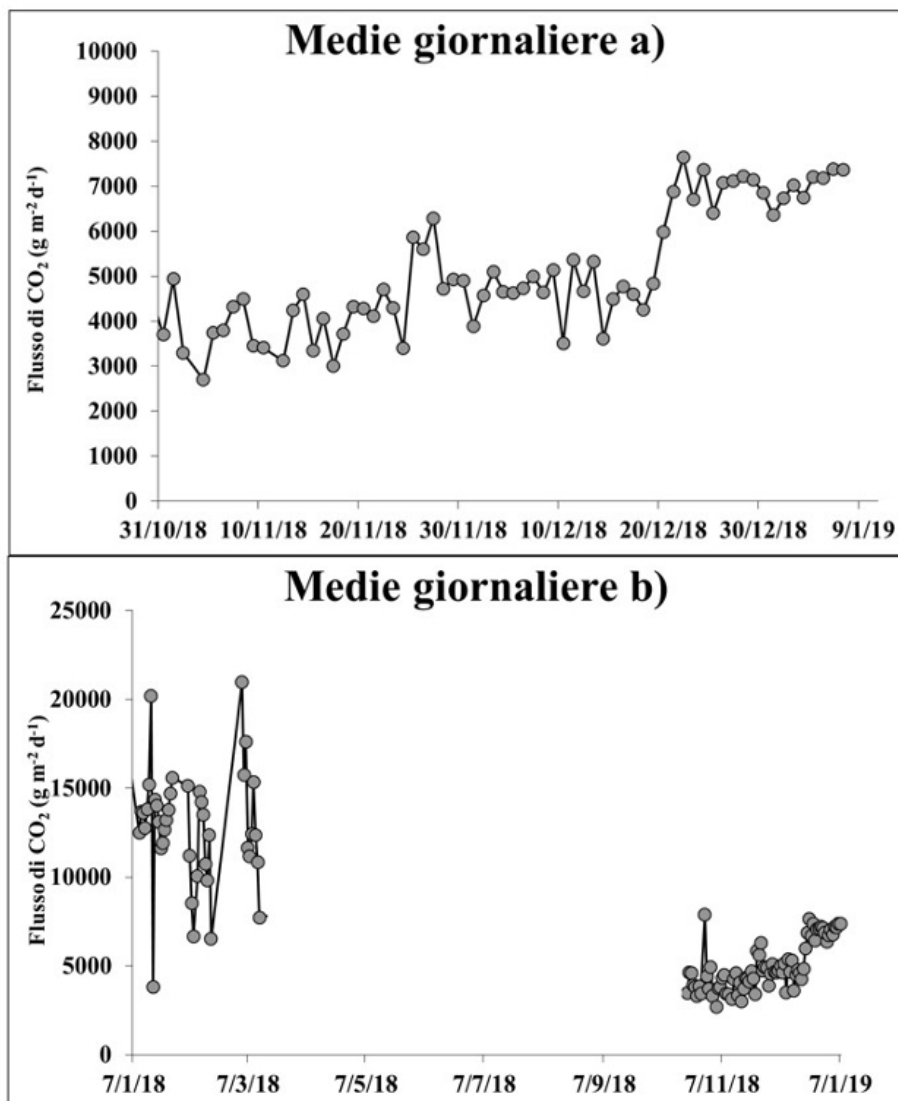 Medie giornaliere a)
Flusso di CO₂ (g m⁻² d⁻¹)
10000
9000
8000
7000
6000
5000
4000
3000
2000
1000
0
31/10/18 10/11/18 20/11/18 30/11/18 10/12/18 20/12/18 30/12/18 9/1/19
Medie giornaliere b)
Flusso di CO₂ (g m⁻² d⁻¹)
25000
20000
15000
10000
5000
0
7/1/18 7/3/18 7/5/18 7/7/18 7/9/18 7/11/18 7/1/19